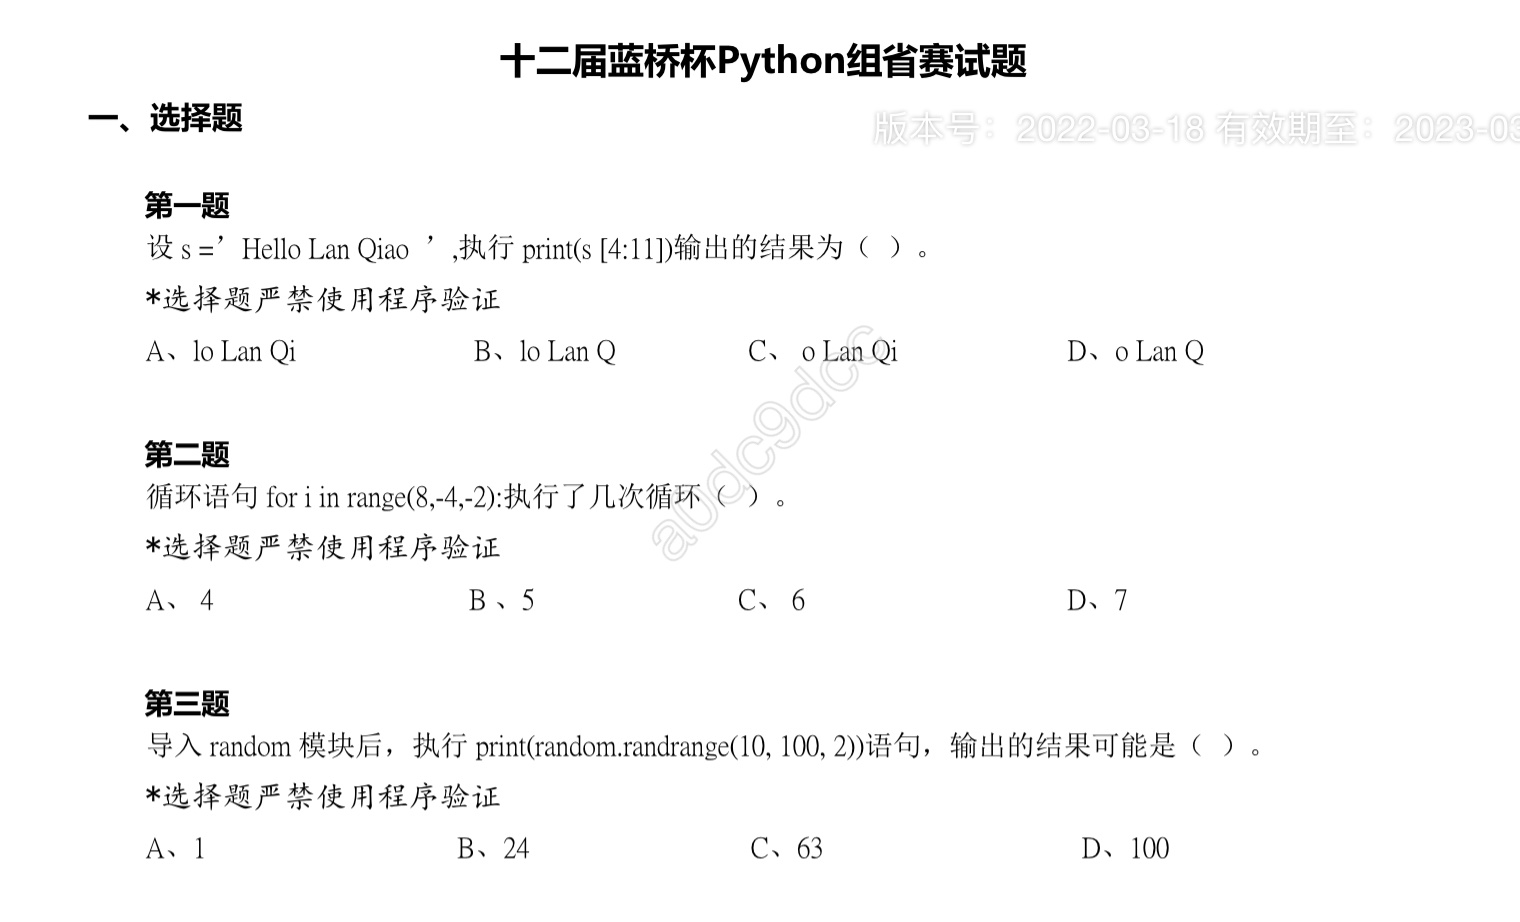 十二届蓝桥杯Python组省赛试题
一、选择题
版本号：2022-03-18 有效期至：2023-03
第一题
设 s =’Hello Lan Qiao ’,执行 print(s [4:11])输出的结果为（ ）。
*选择题严禁使用程序验证
A、lo Lan Qi B、lo Lan Q C、 o Lan Qi D、o Lan Q
a0dc9dcc
第二题
循环语句 for i in range(8,-4,-2):执行了几次循环（ ）。
*选择题严禁使用程序验证
A、 4 B 、5 C、 6 D、7
第三题
导入 random 模块后，执行 print(random.randrange(10, 100, 2))语句，输出的结果可能是（ ）。
*选择题严禁使用程序验证
A、1 B、24 C、63 D、100